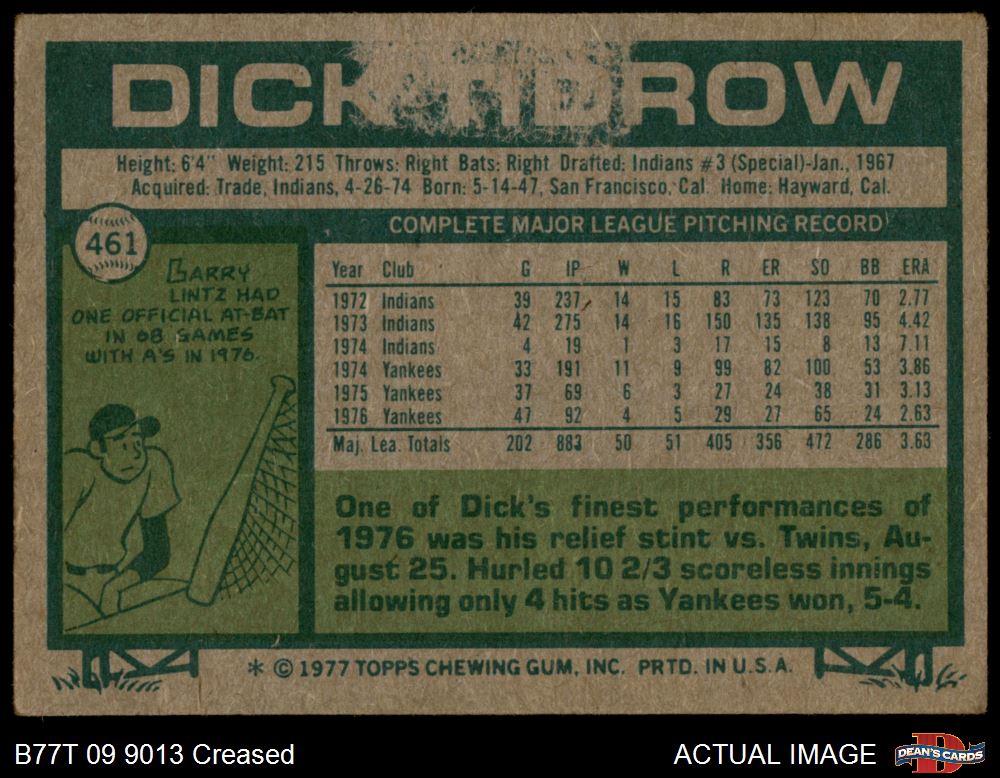 DICK TIDROW
Height: 6'4" Weight: 215 Throws: Right Bats: Right Drafted: Indians #3 (Special)-Jan., 1967
Acquired: Trade, Indians, 4-26-74 Born: 5-14-47, San Francisco, Cal. Home: Hayward, Cal.
461
COMPLETE MAJOR LEAGUE PITCHING RECORD
Year Club G IP W L R ER SO BB ERA
1972 Indians 39 237 14 15 83 73 123 70 2.77
1973 Indians 42 275 14 16 150 135 138 95 4.42
1974 Indians 4 19 1 3 17 15 8 13 7.11
1974 Yankees 33 191 11 9 99 82 100 53 3.86
1975 Yankees 37 69 6 3 27 24 38 31 3.13
1976 Yankees 47 92 4 5 29 27 65 24 2.63
Maj. Lea. Totals 202 883 50 51 405 356 472 286 3.63
LARRY
LINTZ HAD
ONE OFFICIAL AT-BAT
IN 68 GAMES
WITH A'S IN 1976.
One of Dick's finest performances of
1976 was his relief stint vs. Twins, Au-
gust 25. Hurled 10 2/3 scoreless innings
allowing only 4 hits as Yankees won, 5-4.
* © 1977 TOPPS CHEWING GUM, INC. PRTD. IN U.S.A.
B77T 09 9013 Creased
ACTUAL IMAGE
DEAN'S CARDS